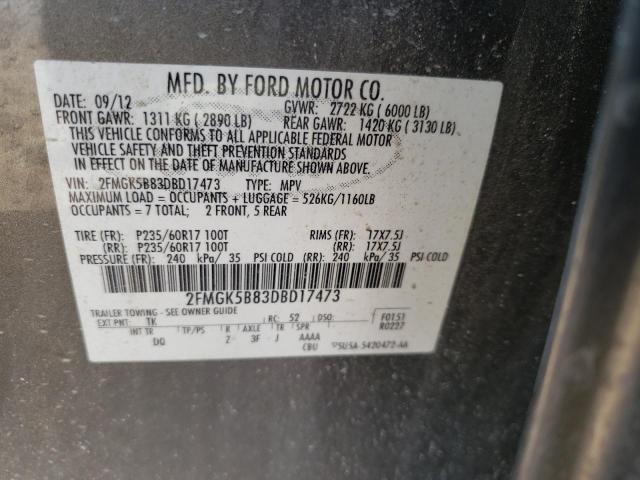 MFD. BY FORD MOTOR CO.
DATE: 09/12 GVWR: 2722 KG ( 6000 LB)
FRONT GAWR: 1311 KG ( 2890 LB) REAR GAWR: 1420 KG ( 3130 LB)
THIS VEHICLE CONFORMS TO ALL APPLICABLE FEDERAL MOTOR
VEHICLE SAFETY AND THEFT PREVENTION STANDARDS
IN EFFECT ON THE DATE OF MANUFACTURE SHOWN ABOVE.
VIN: 2FMGK5B83DBD17473 TYPE: MPV
MAXIMUM LOAD = OCCUPANTS + LUGGAGE = 526KG/1160LB
OCCUPANTS = 7 TOTAL; 2 FRONT, 5 REAR
TIRE (FR): P235/60R17 100T RIMS (FR): 17X7.5J
(RR): P235/60R17 100T (RR): 17X7.5J
PRESSURE (FR): 240 kPa/ 35 PSI COLD (RR): 240 kPa/ 35 PSI COLD
2FMGK5B83DBD17473
TRAILER TOWING - SEE OWNER GUIDE
EXT PNT: TK RC: 52 DSO: F0151
R0227
INT TR TP/PS R AXLE TR SPR
DQ 2 3F J AAAA
CBU 5U5A-5420472-AA